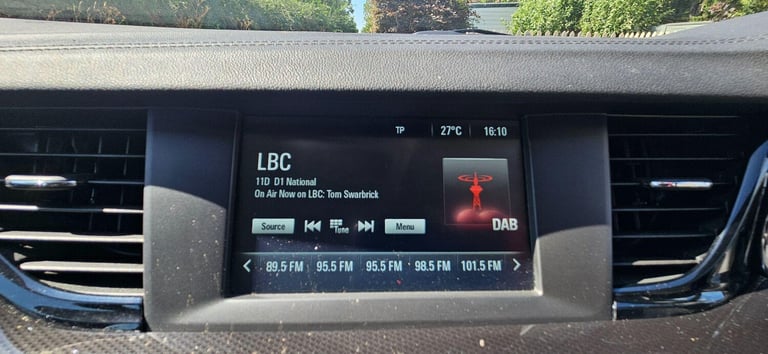 TP 27°C 16:10
LBC
11D D1 National
On Air Now on LBC: Tom Swarbrick
DAB
Source Tune Menu
89.5 FM 95.5 FM 95.5 FM 98.5 FM 101.5 FM